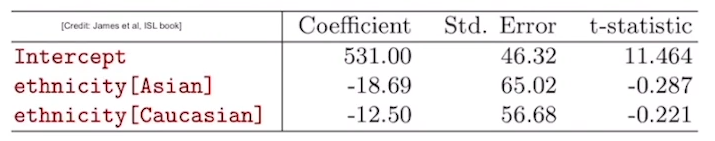 [Credit: James et al, ISL book] Coefficient Std. Error t-statistic
Intercept 531.00 46.32 11.464
ethnicity[Asian] -18.69 65.02 -0.287
ethnicity[Caucasian] -12.50 56.68 -0.221